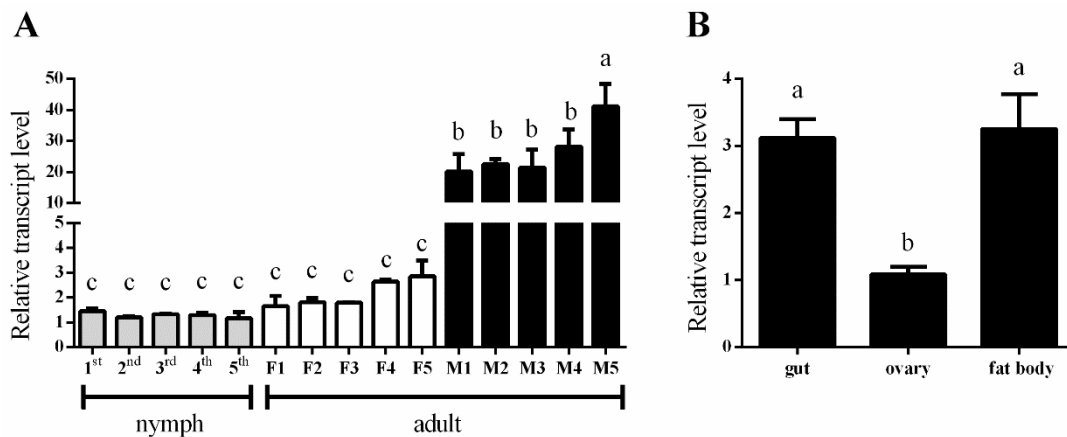 A
Relative transcript level
50
40
30
20
10
5
4
3
2
1
0
c c c c c c c c c c b b b b a
1st 2nd 3rd 4th 5th F1 F2 F3 F4 F5 M1 M2 M3 M4 M5
nymph adult
B
Relative transcript level
4
3
2
1
0
a b a
gut ovary fat body